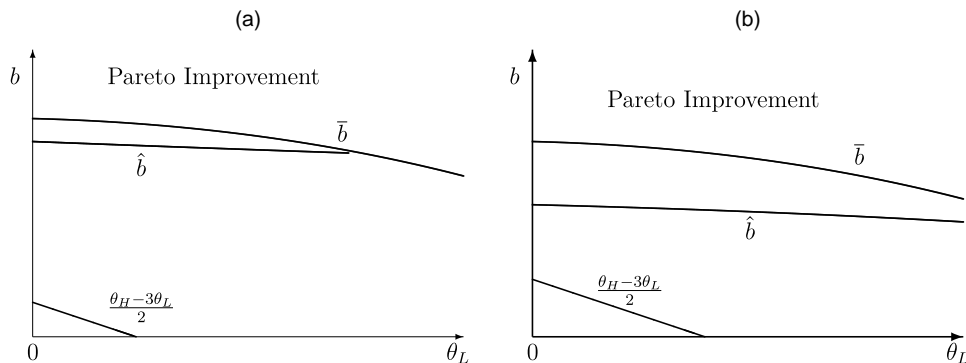 (a)
b
Pareto Improvement
b̄
b̂
θ_H−3θ_L
2
0
θ_L
(b)
b
Pareto Improvement
b̄
b̂
θ_H−3θ_L
2
0
θ_L